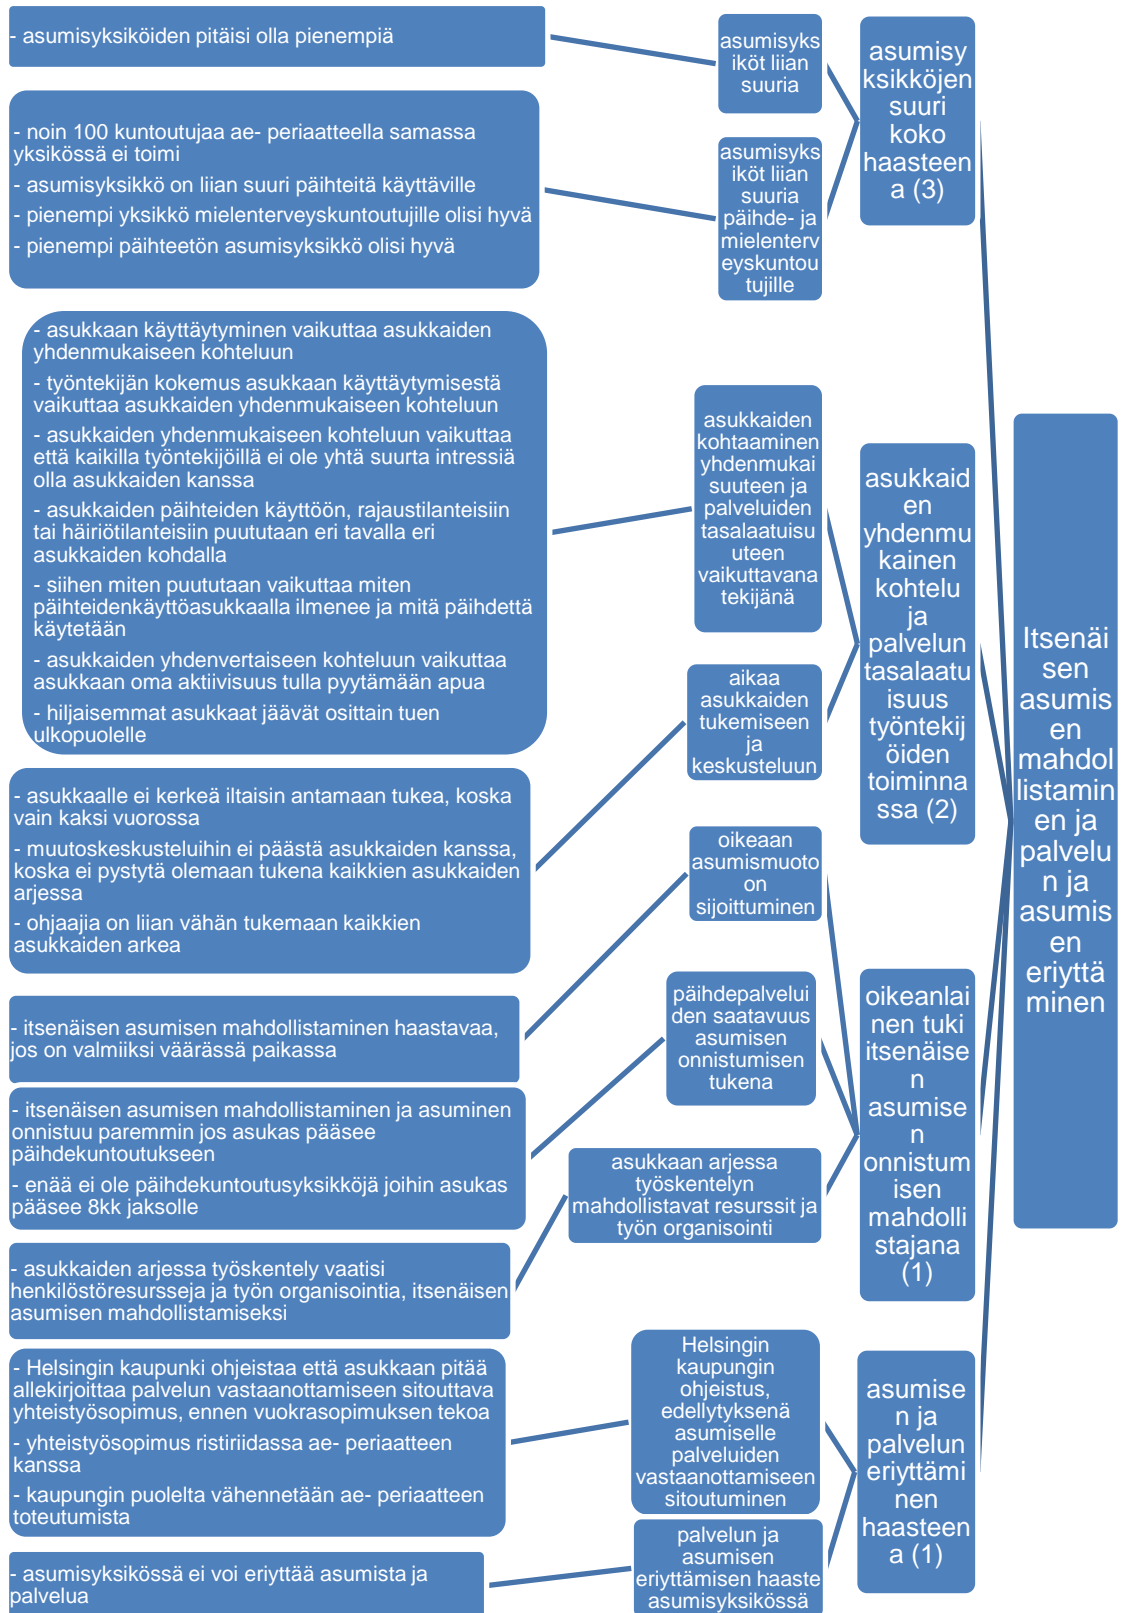 - asumisyksiköiden pitäisi olla pienempiä
- noin 100 kuntoutujaa ae- periaatteella samassa
yksikössä ei toimi
- asumisyksikkö on liian suuri päihteitä käyttäville
- pienempi yksikkö mielenterveyskuntoutujille olisi hyvä
- pienempi päihteetön asumisyksikkö olisi hyvä
- asukkaan käyttäytyminen vaikuttaa asukkaiden
yhdenmukaiseen kohteluun
- työntekijän kokemus asukkaan käyttäytymisestä
vaikuttaa asukkaiden yhdenmukaiseen kohteluun
- asukkaiden yhdenmukaiseen kohteluun vaikuttaa
että kaikilla työntekijöillä ei ole yhtä suurta intressiä
olla asukkaiden kanssa
- asukkaiden päihteiden käyttöön, rajaustilanteisiin
tai häiriötilanteisiin puututaan eri tavalla eri
asukkaiden kohdalla
- siihen miten puututaan vaikuttaa miten
päihteidenkäyttöasukkaalla ilmenee ja mitä päihdettä
käytetään
- asukkaiden yhdenvertaiseen kohteluun vaikuttaa
asukkaan oma aktiivisuus tulla pyytämään apua
- hiljaisemmat asukkaat jäävät osittain tuen
ulkopuolelle
- asukkaalle ei kerkeä iltaisin antamaan tukea, koska
vain kaksi vuorossa
- muutoskeskusteluihin ei päästä asukkaiden kanssa,
koska ei pystytä olemaan tukena kaikkien asukkaiden
arjessa
- ohjaajia on liian vähän tukemaan kaikkien
asukkaiden arkea
- itsenäisen asumisen mahdollistaminen haastavaa,
jos on valmiiksi väärässä paikassa
- itsenäisen asumisen mahdollistaminen ja asuminen
onnistuu paremmin jos asukas pääsee
päihdekuntoutukseen
- enää ei ole päihdekuntoutusyksikköjä joihin asukas
pääsee 8kk jaksolle
- asukkaiden arjessa työskentely vaatisi
henkilöstöresursseja ja työn organisointia, itsenäisen
asumisen mahdollistamiseksi
- Helsingin kaupunki ohjeistaa että asukkaan pitää
allekirjoittaa palvelun vastaanottamiseen sitouttava
yhteistyösopimus, ennen vuokrasopimuksen tekoa
- yhteistyösopimus ristiriidassa ae- periaatteen
kanssa
- kaupungin puolelta vähennetään ae- periaatteen
toteutumista
- asumisyksikössä ei voi eriyttää asumista ja
palvelua
asumisyks
iköt liian
suuria
asumisyks
iköt liian
suuria
päihde- ja
mielenterv
eyskuntou
tujille
asukkaiden
kohtaaminen
yhdenmukai
suuteen ja
palveluiden
tasalaatuisu
uteen
vaikuttavana
tekijänä
aikaa
asukkaiden
tukemiseen
ja
keskusteluun
oikeaan
asumismuoto
on
sijoittuminen
päihdepalvelui
den saatavuus
asumisen
onnistumisen
tukena
asukkaan arjessa
työskentelyn
mahdollistavat resurssit ja
työn organisointi
Helsingin
kaupungin
ohjeistus,
edellytyksenä
asumiselle
palveluiden
vastaanottamiseen
sitoutuminen
palvelun ja
asumisen
eriyttämisen haaste
asumisyksikössä
asumisy
ksikköjen
suuri
koko
haasteen
a (3)
asukkaid
en
yhdenmu
kainen
kohtelu
ja
palvelun
tasalaatu
isuus
työntekij
öiden
toiminna
ssa (2)
oikeanlai
nen tuki
itsenäise
n
asumise
n
onnistum
isen
mahdolli
stajana
(1)
asumise
n ja
palvelun
eriyttämi
nen
haasteen
a (1)
Itsenäi
sen
asumis
en
mahdol
listamin
en ja
palvelu
n ja
asumis
en
eriyttä
minen